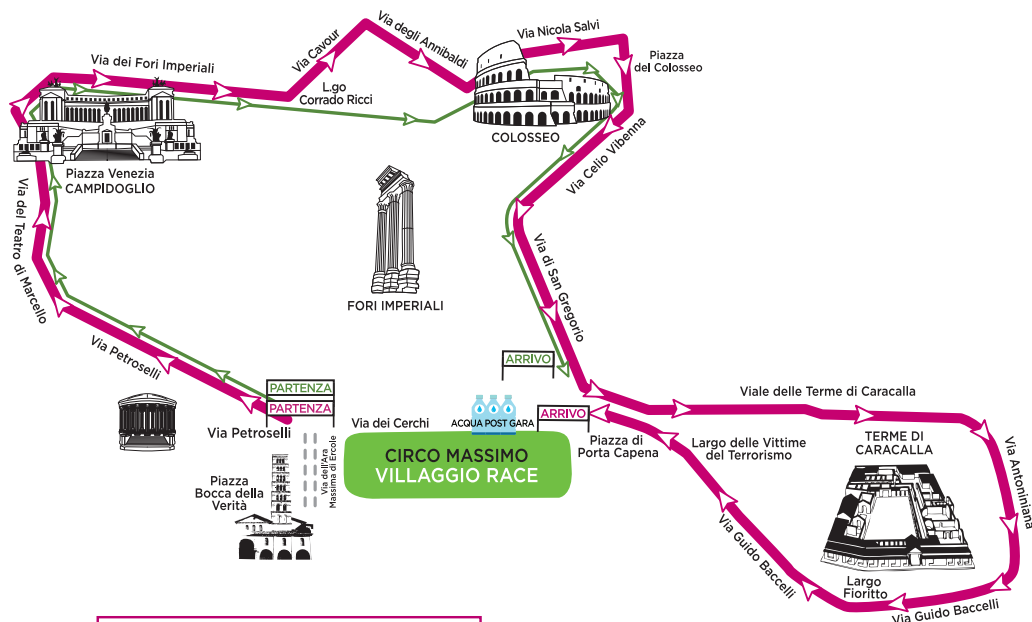 Via Nicola Salvi
Via degli Annibaldi
Via Cavour
Piazza
del Colosseo
Via dei Fori Imperiali
L.go
Corrado Ricci
COLOSSEO
Piazza Venezia
CAMPIDOGLIO
Via Celio Vibenna
Via del Teatro di Marcello
Via di San Gregorio
FORI IMPERIALI
Via Petroselli
ARRIVO
PARTENZA
PARTENZA
Viale delle Terme di Caracalla
Via Petroselli
Via dei Cerchi
ACQUA POST GARA
ARRIVO
Piazza di
Porta Capena
Largo delle Vittime
del Terrorismo
TERME DI
CARACALLA
Via Antoniniana
CIRCO MASSIMO
VILLAGGIO RACE
Via dell'Ara
Massima di Ercole
Piazza
Bocca della
Verità
Via Guido Baccelli
Largo
Fioritto
Via Guido Baccelli